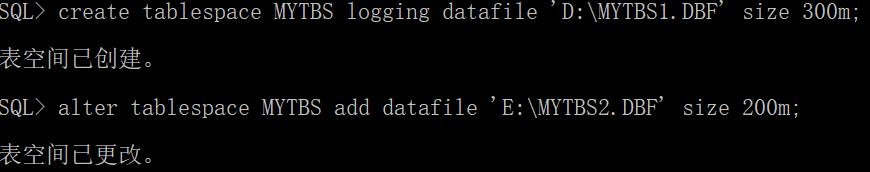 SQL> create tablespace MYTBS logging datafile 'D:\MYTBS1.DBF' size 300m;
表空间已创建。
SQL> alter tablespace MYTBS add datafile 'E:\MYTBS2.DBF' size 200m;
表空间已更改。